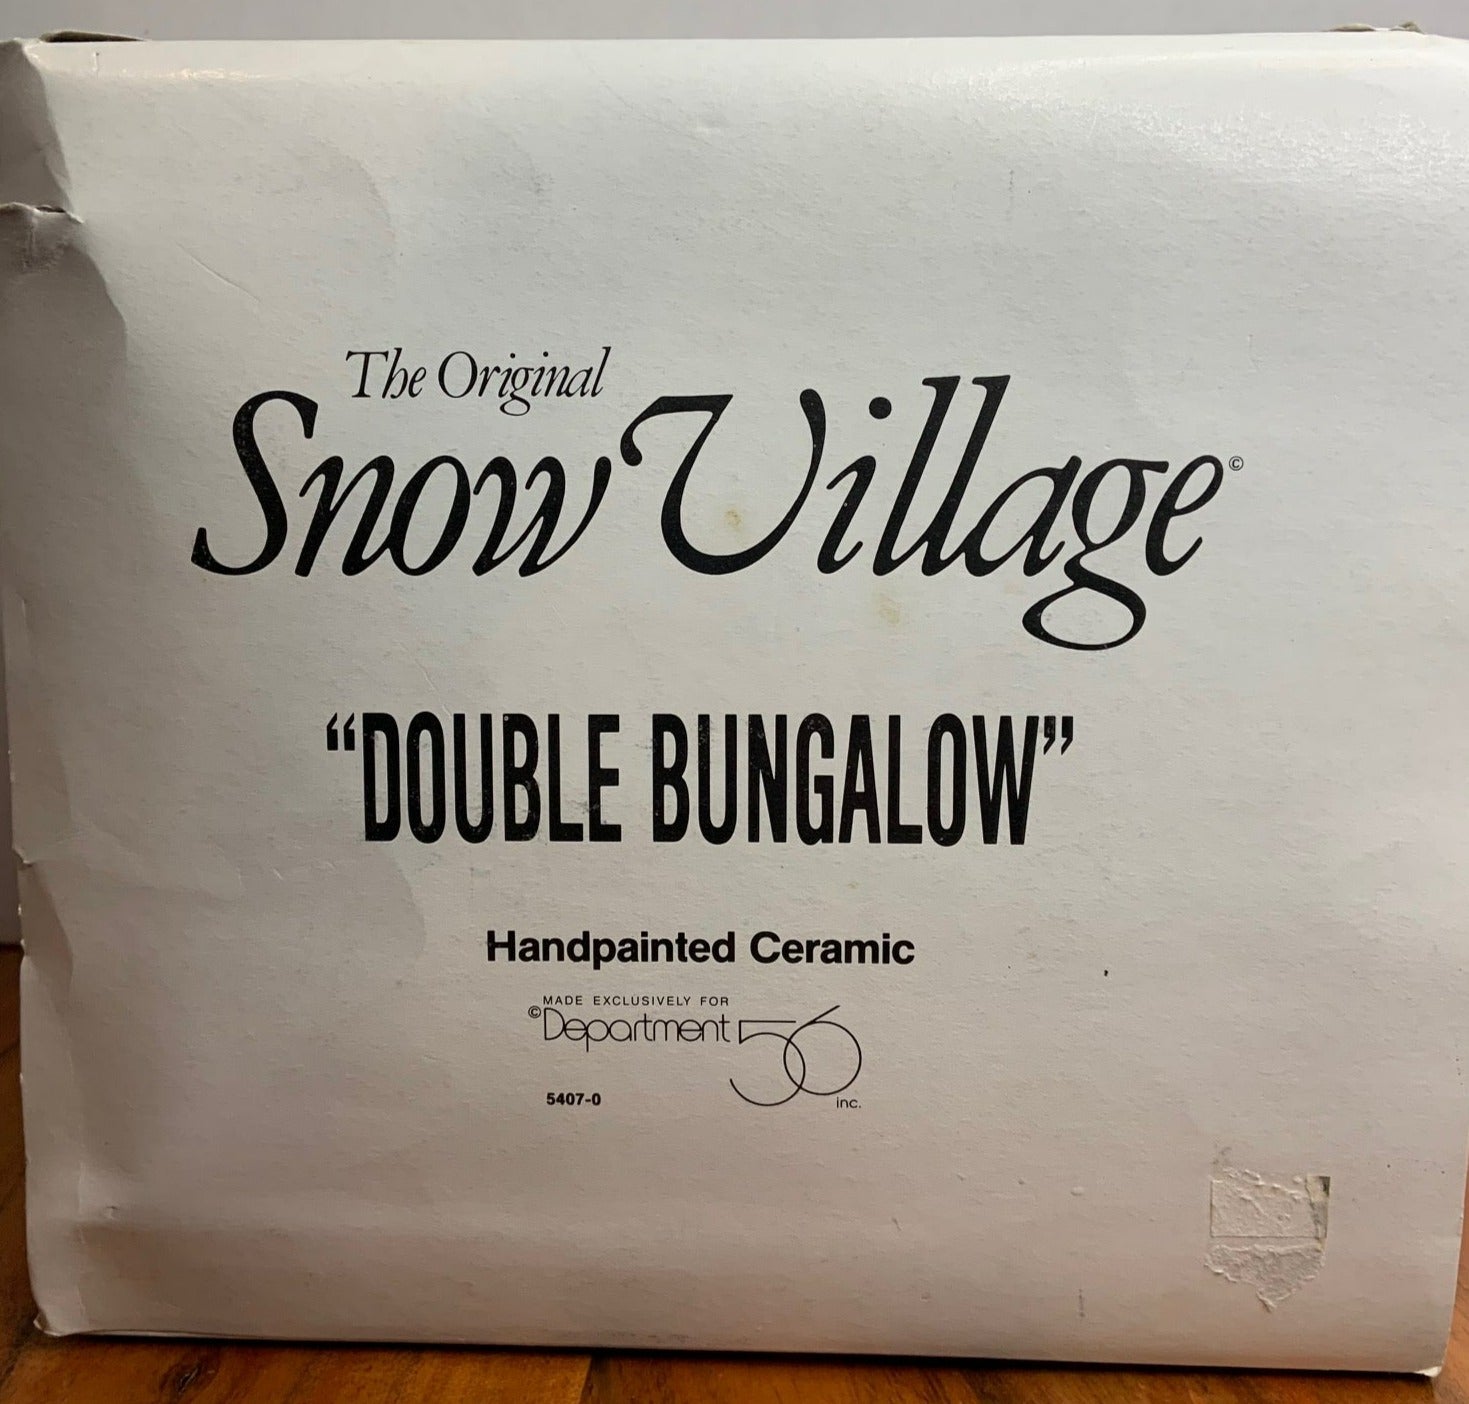 The Original
Snow Village©
“DOUBLE BUNGALOW”
Handpainted Ceramic
MADE EXCLUSIVELY FOR
©Department 56
5407-0
inc.